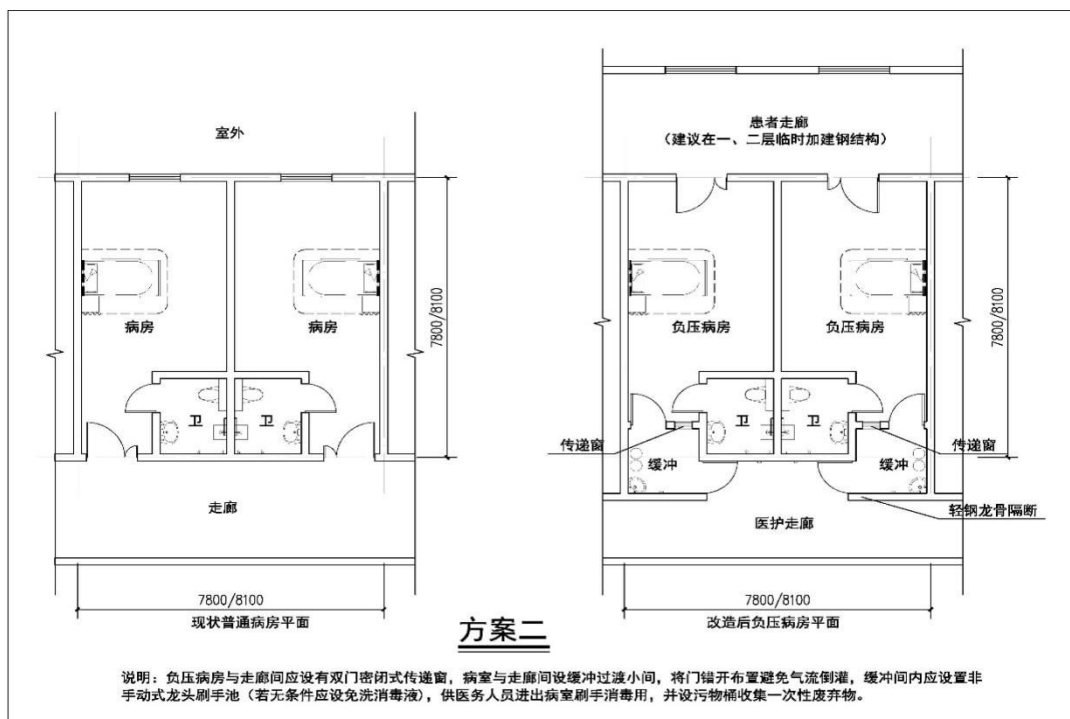 室外
患者走廊
（建议在一、二层临时加建钢结构）
病房
病房
7800/8100
卫
卫
走廊
7800/8100
现状普通病房平面
负压病房
负压病房
7800/8100
卫
卫
传递窗
传递窗
缓冲
缓冲
轻钢龙骨隔断
医护走廊
7800/8100
改造后负压病房平面
方案二
说明：负压病房与走廊间应设有双门密闭式传递窗，病室与走廊间设缓冲过渡小间，将门错开布置避免气流倒灌，缓冲间内应设置非
手动式龙头刷手池（若无条件应设免洗消毒液），供医务人员进出病室刷手消毒用，并设污物桶收集一次性废弃物。